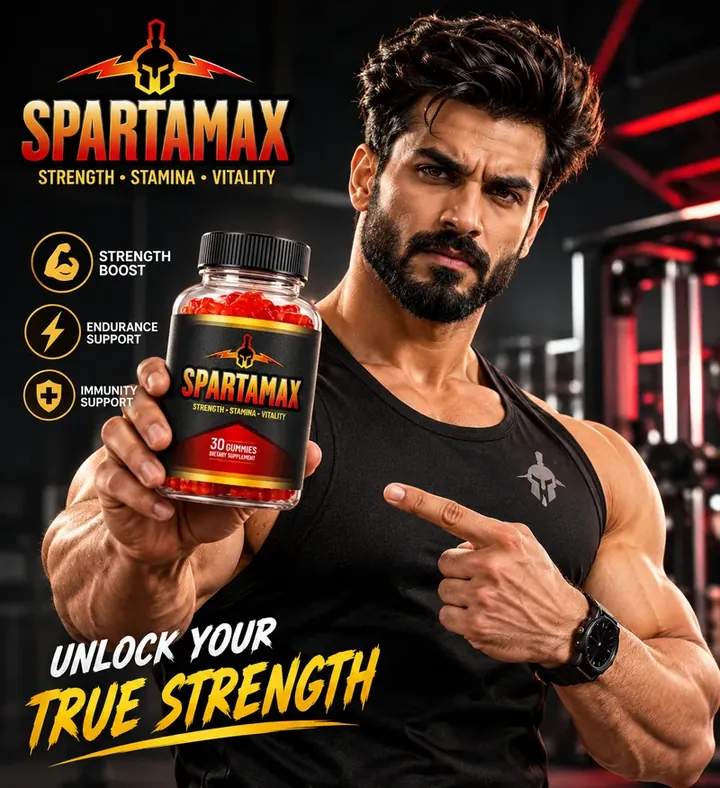 SPARTAMAX
STRENGTH • STAMINA • VITALITY
STRENGTH
BOOST
ENDURANCE
SUPPORT
IMMUNITY
SUPPORT
SPARTAMAX
STRENGTH • STAMINA • VITALITY
30 GUMMIES
DIETARY SUPPLEMENT
UNLOCK YOUR
TRUE STRENGTH